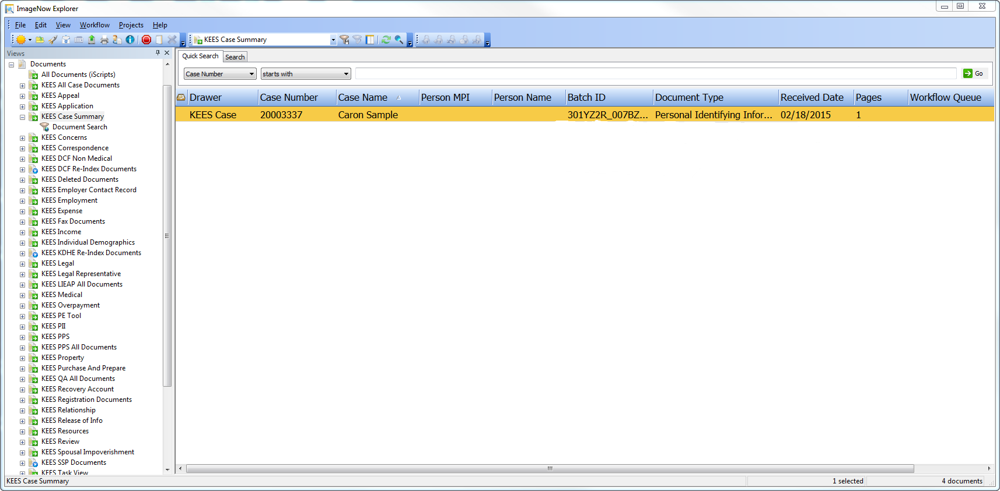 ImageNow Explorer
File Edit View Workflow Projects Help
KEES Case Summary
Views
Documents
All Documents (iScripts)
KEES All Case Documents
KEES Appeal
KEES Application
KEES Case Summary
Document Search
KEES Concerns
KEES Correspondence
KEES DCF Non Medical
KEES DCF Re-Index Documents
KEES Deleted Documents
KEES Employer Contact Record
KEES Employment
KEES Expense
KEES Fax Documents
KEES Income
KEES Individual Demographics
KEES KDHE Re-Index Documents
KEES Legal
KEES Legal Representative
KEES LIEAP All Documents
KEES Medical
KEES Overpayment
KEES PE Tool
KEES PII
KEES PPS
KEES PPS All Documents
KEES Property
KEES Purchase And Prepare
KEES QA All Documents
KEES Recovery Account
KEES Registration Documents
KEES Relationship
KEES Release of Info
KEES Resources
KEES Review
KEES Spousal Impoverishment
KEES SSP Documents
KEES Task View
Quick Search Search
Case Number starts with Go
Drawer Case Number Case Name Person MPI Person Name Batch ID Document Type Received Date Pages Workflow Queue
KEES Case 20003337 Caron Sample 301YZ2R_007BZ... Personal Identifying Infor... 02/18/2015 1
KEES Case Summary 1 selected 4 documents